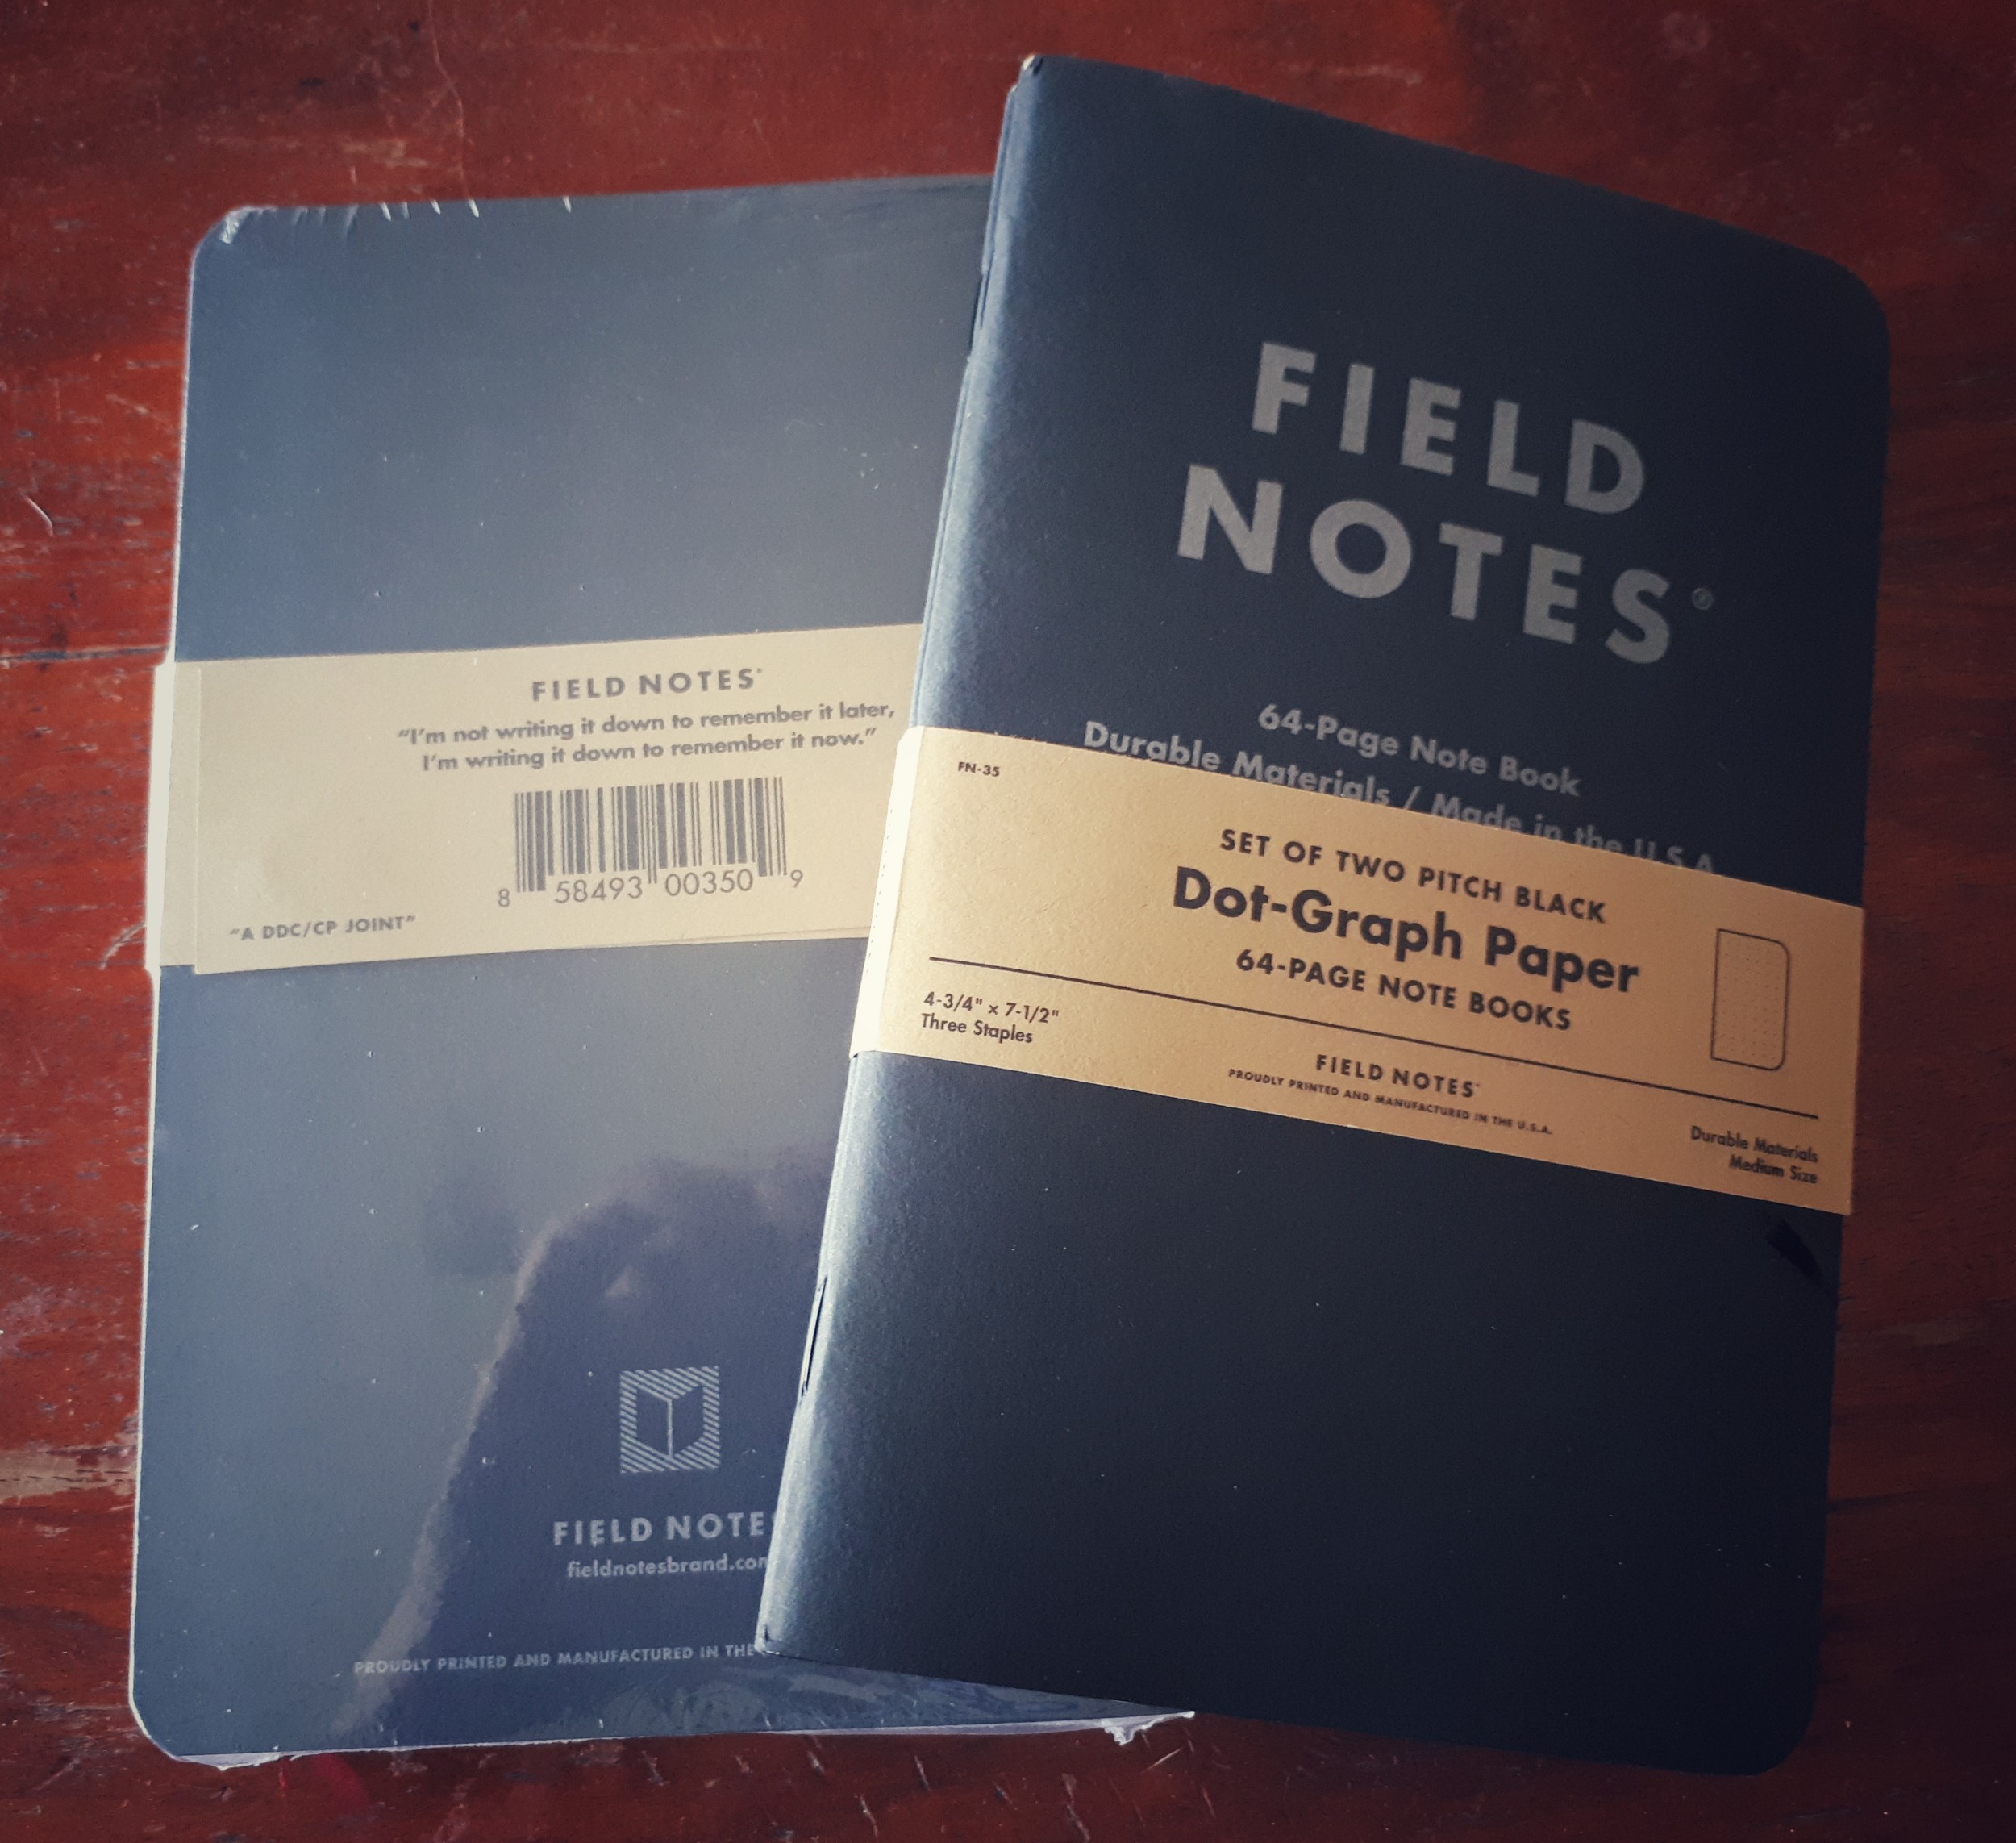 FIELD NOTES
"I'm not writing it down to remember it later,
I'm writing it down to remember it now."
8 58493 00350 9
"A DDC/CP JOINT"
FIELD NOTE
fieldnotesbrand.com
PROUDLY PRINTED AND MANUFACTURED IN THE
FIELD
NOTES®
64-Page Note Book
Durable Materials / Made in the U.S.A.
FN-35
SET OF TWO PITCH BLACK
Dot-Graph Paper
64-PAGE NOTE BOOKS
4-3/4" × 7-1/2"
Three Staples
FIELD NOTES
PROUDLY PRINTED AND MANUFACTURED IN THE U.S.A.
Durable Materials
Medium Size